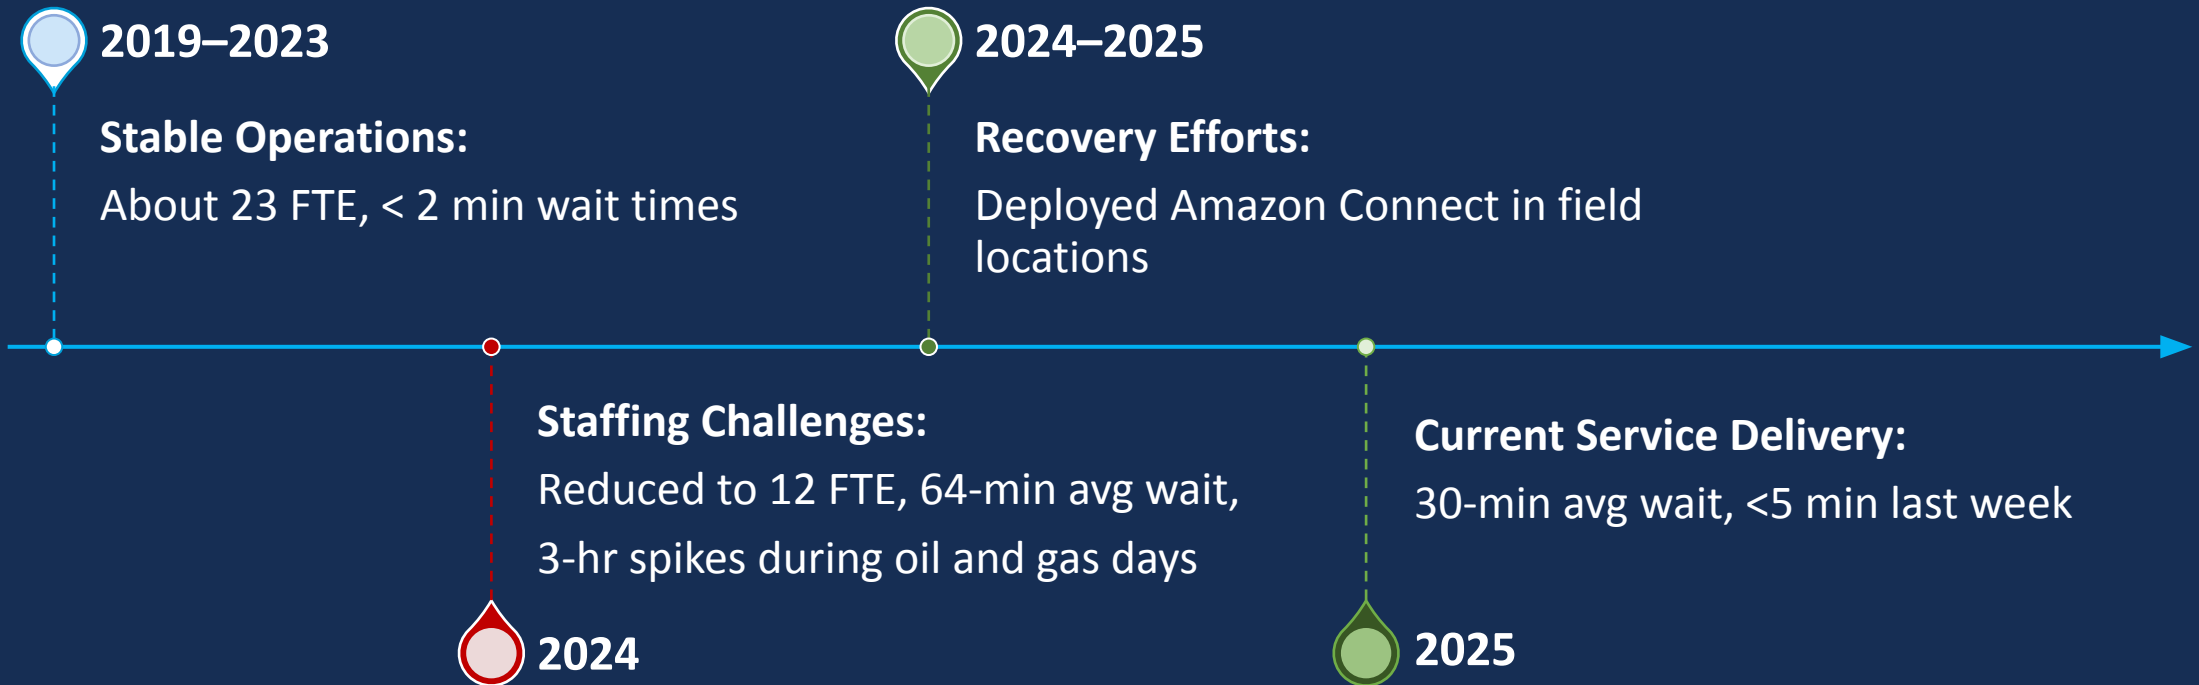 2019–2023
Stable Operations:
About 23 FTE, < 2 min wait times
2024
Staffing Challenges:
Reduced to 12 FTE, 64-min avg wait,
3-hr spikes during oil and gas days
2024–2025
Recovery Efforts:
Deployed Amazon Connect in field
locations
2025
Current Service Delivery:
30-min avg wait, <5 min last week